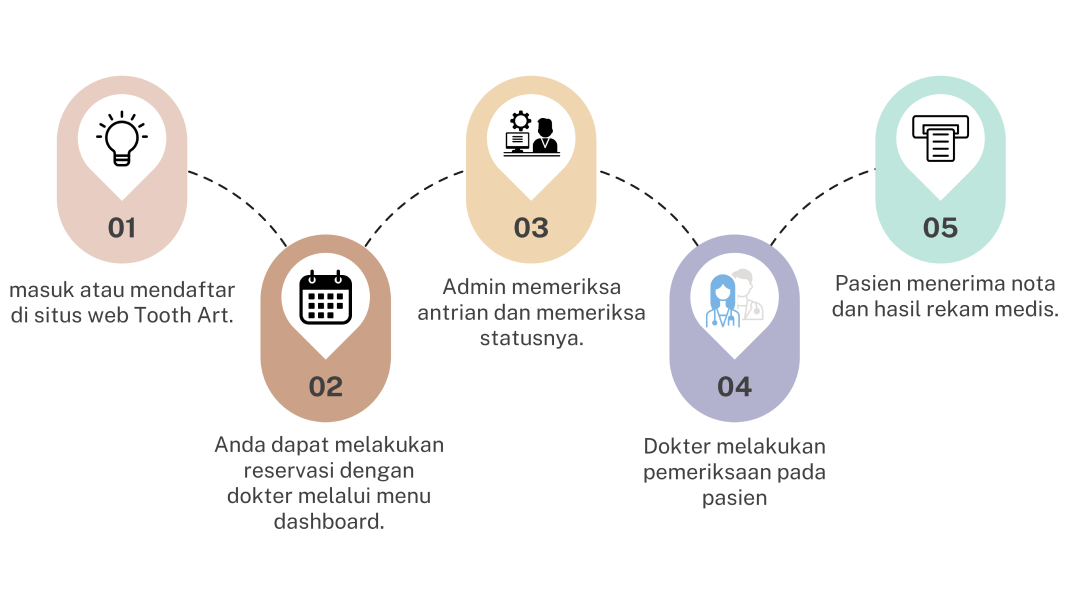 01
masuk atau mendaftar
di situs web Tooth Art.
02
Anda dapat melakukan
reservasi dengan
dokter melalui menu
dashboard.
03
Admin memeriksa
antrian dan memeriksa
statusnya.
04
Dokter melakukan
pemeriksaan pada
pasien
05
Pasien menerima nota
dan hasil rekam medis.